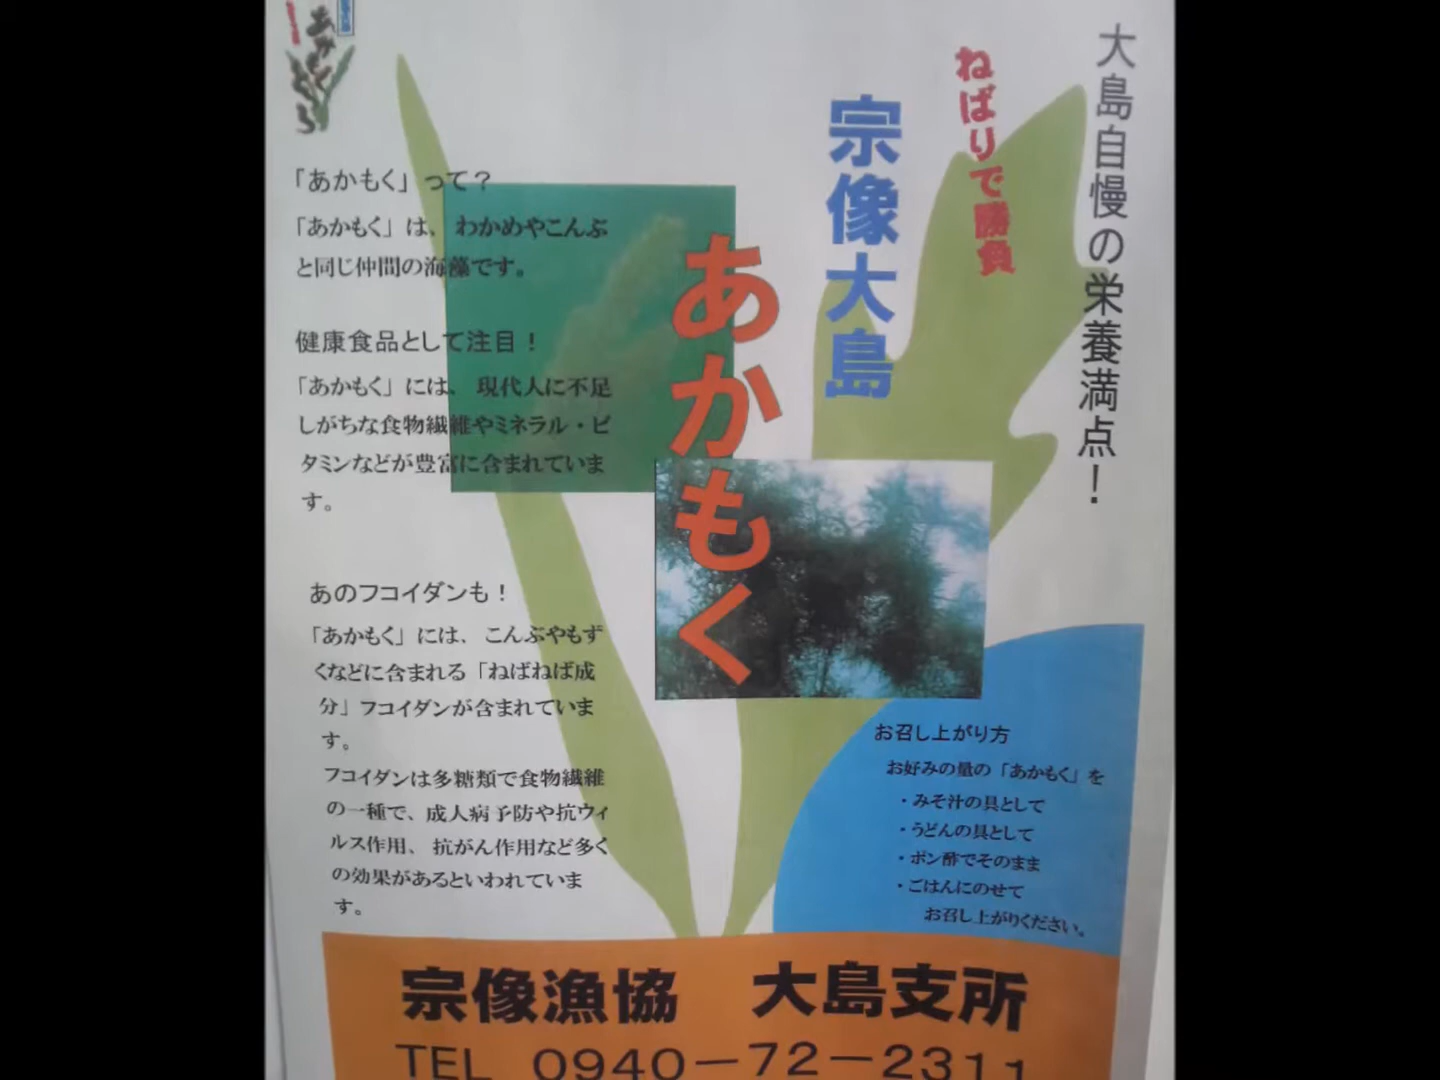 大島自慢の栄養満点！
ねばりで勝負
宗像大島
あかもく
「あかもく」って？
「あかもく」は、わかめやこんぶ
と同じ仲間の海藻です。
健康食品として注目！
「あかもく」には、現代人に不足
しがちな食物繊維やミネラル・ビ
タミンなどが豊富に含まれていま
す。
あのフコイダンも！
「あかもく」には、こんぶやもず
くなどに含まれる「ねばねば成
分」フコイダンが含まれていま
す。
フコイダンは多糖類で食物繊維
の一種で、成人病予防や抗ウィ
ルス作用、抗がん作用など多く
の効果があるといわれていま
す。
お召し上がり方
お好みの量の「あかもく」を
・みそ汁の具として
・うどんの具として
・ポン酢でそのまま
・ごはんにのせて
お召し上がりください。
宗像漁協　大島支所
TEL 0940－72－2311